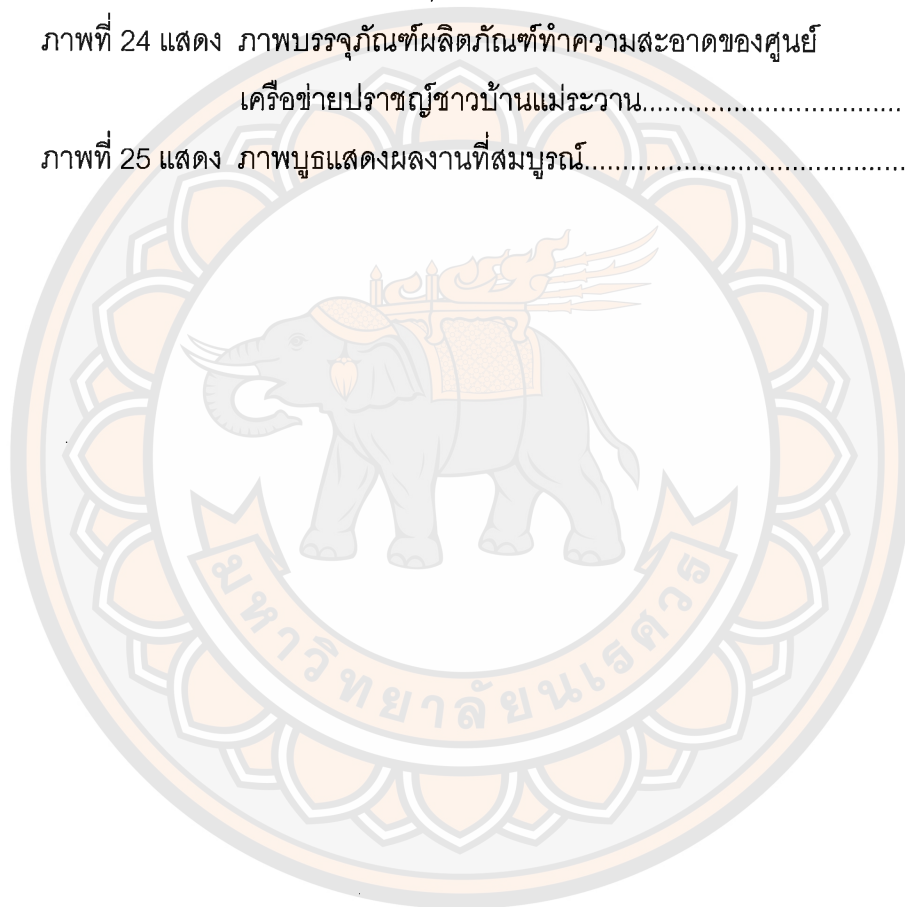 ภาพที่ 24 แสดง ภาพบรรจุภัณฑ์ผลิตภัณฑ์ทำความสะอาดของศูนย์
เครือข่ายปราชญ์ชาวบ้านแม่ระวาน..................................
ภาพที่ 25 แสดง ภาพบูธแสดงผลงานที่สมบูรณ์..........................................
มหาวิทยาลัยนเรศวร